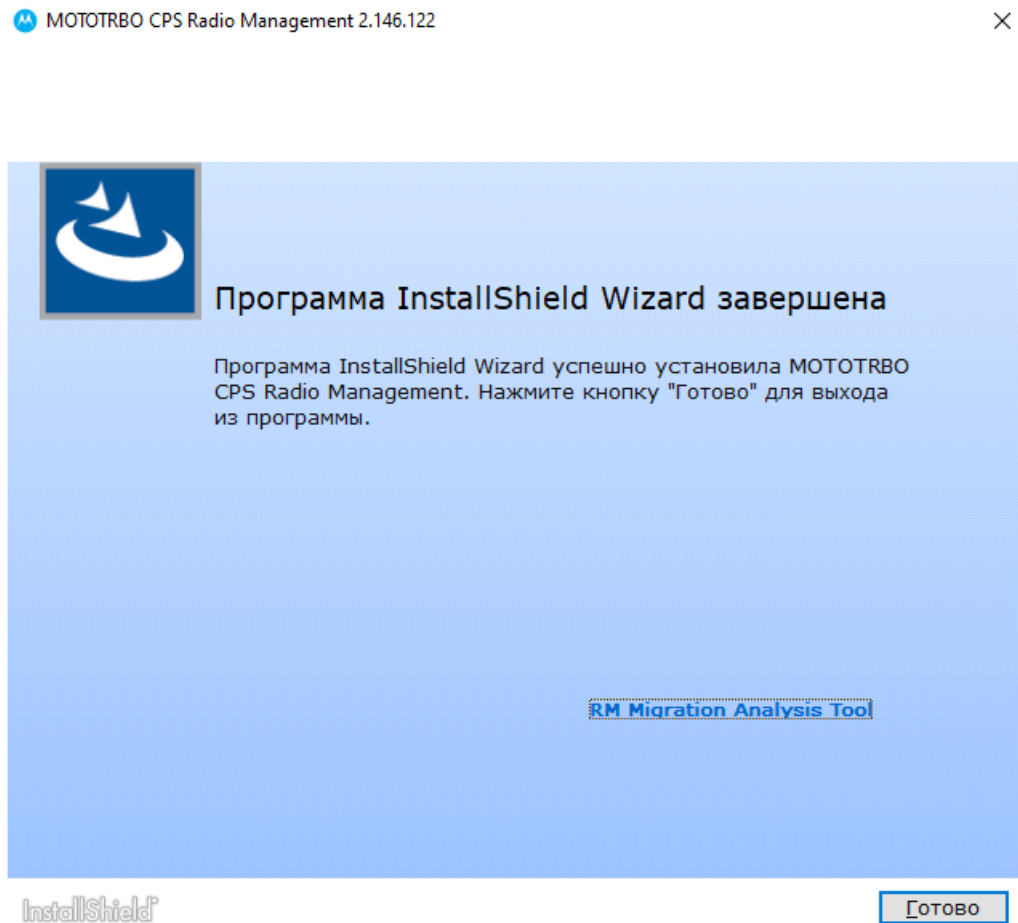 MOTOTRBO CPS Radio Management 2.146.122
Программа InstallShield Wizard завершена
Программа InstallShield Wizard успешно установила MOTOTRBO
CPS Radio Management. Нажмите кнопку "Готово" для выхода
из программы.
RM Migration Analysis Tool
InstallShield
Готово